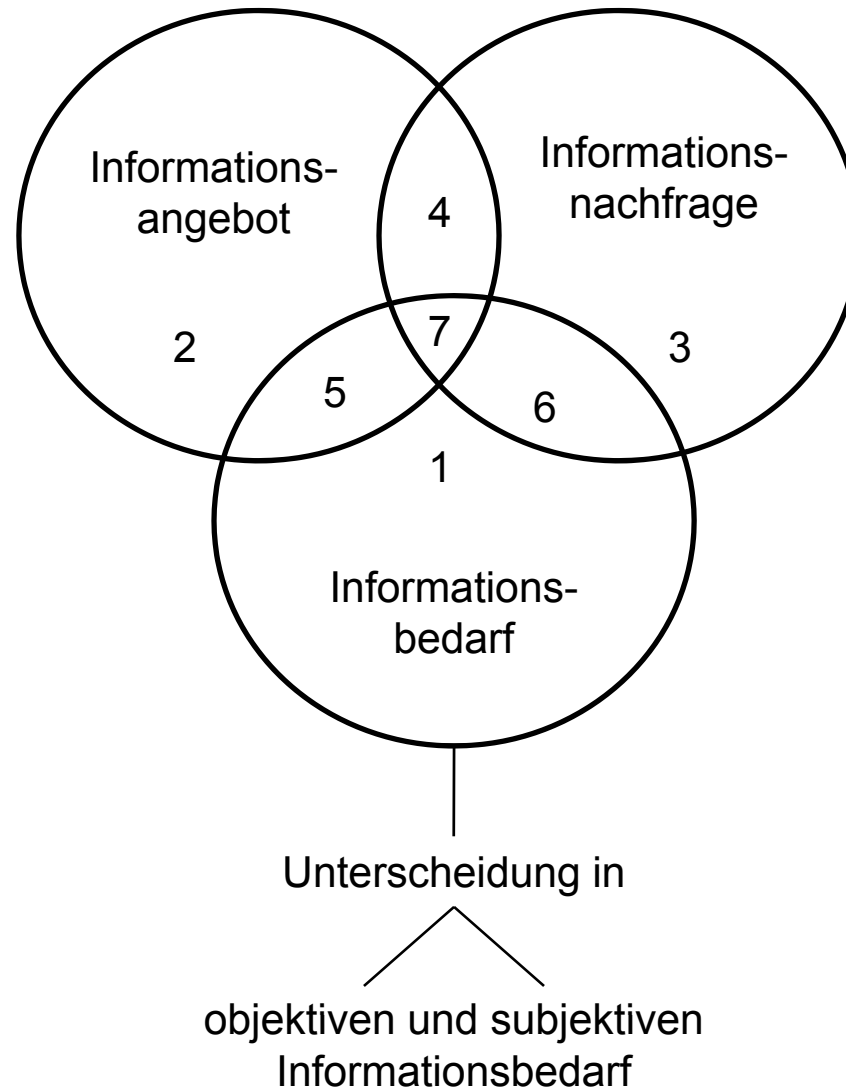 Informations-
angebot
Informations-
nachfrage
4
7
2
3
5
6
1
Informations-
bedarf
Unterscheidung in
objektiven und subjektiven
Informationsbedarf